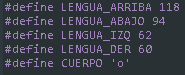 #define LENGUA_ARRIBA 118
#define LENGUA_ABAJO 94
#define LENGUA_IZQ 62
#define LENGUA_DER 60
#define CUERPO 'o'